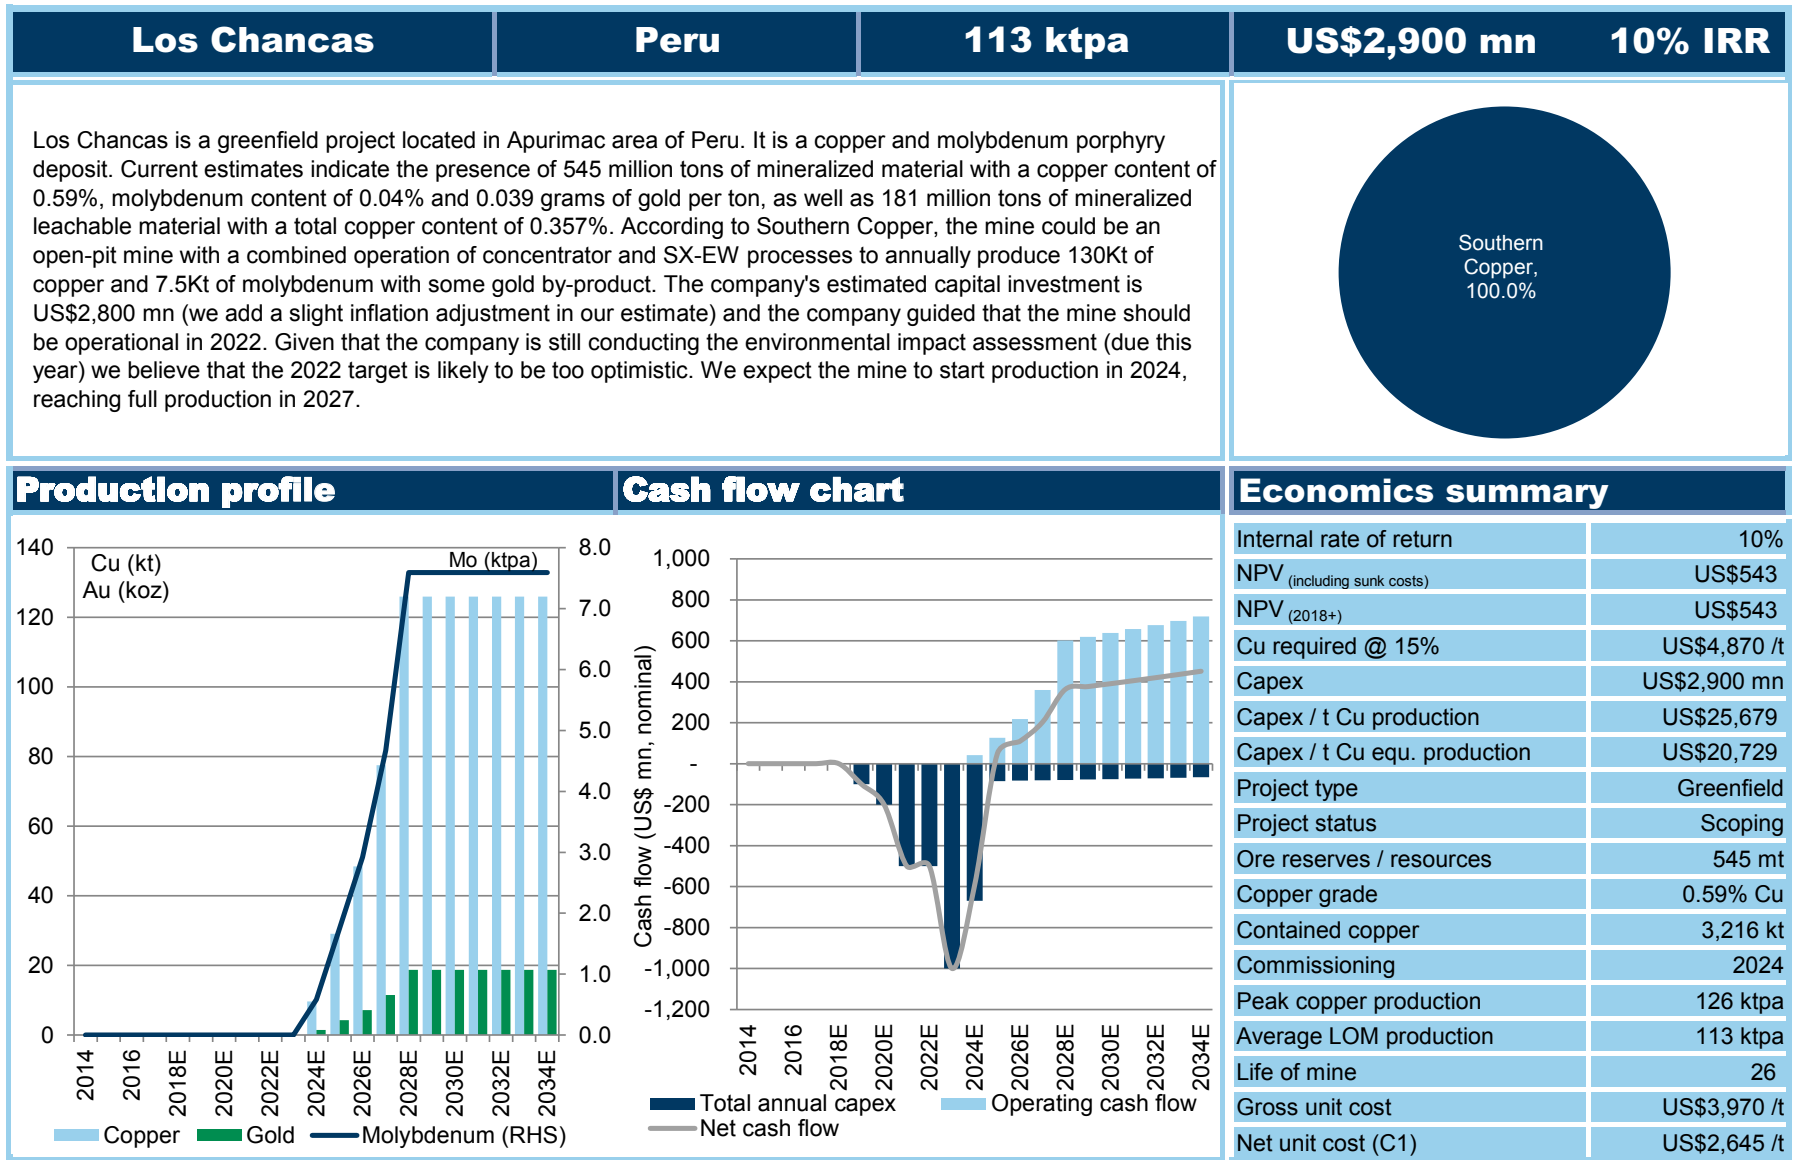 Los Chancas
Peru
113 ktpa
US$2,900 mn
10% IRR
Los Chancas is a greenfield project located in Apurimac area of Peru. It is a copper and molybdenum porphyry
deposit. Current estimates indicate the presence of 545 million tons of mineralized material with a copper content of
0.59%, molybdenum content of 0.04% and 0.039 grams of gold per ton, as well as 181 million tons of mineralized
leachable material with a total copper content of 0.357%. According to Southern Copper, the mine could be an
open-pit mine with a combined operation of concentrator and SX-EW processes to annually produce 130Kt of
copper and 7.5Kt of molybdenum with some gold by-product. The company's estimated capital investment is
US$2,800 mn (we add a slight inflation adjustment in our estimate) and the company guided that the mine should
be operational in 2022. Given that the company is still conducting the environmental impact assessment (due this
year) we believe that the 2022 target is likely to be too optimistic. We expect the mine to start production in 2024,
reaching full production in 2027.
Southern
Copper,
100.0%
Production profile
140
120
100
80
60
40
20
0
Cu (kt)
Au (koz)
Mo (ktpa)
8.0
7.0
6.0
5.0
4.0
3.0
2.0
1.0
0.0
2014
2016
2018E
2020E
2022E
2024E
2026E
2028E
2030E
2032E
2034E
Copper
Gold
Molybdenum (RHS)
Cash flow chart
Cash flow (US$ mn, nominal)
1,000
800
600
400
200
-
-200
-400
-600
-800
-1,000
-1,200
2014
2016
2018E
2020E
2022E
2024E
2026E
2028E
2030E
2032E
2034E
Total annual capex
Operating cash flow
Net cash flow
Economics summary
Internal rate of return 10%
NPV (including sunk costs) US$543
NPV (2018+) US$543
Cu required @ 15% US$4,870 /t
Capex US$2,900 mn
Capex / t Cu production US$25,679
Capex / t Cu equ. production US$20,729
Project type Greenfield
Project status Scoping
Ore reserves / resources 545 mt
Copper grade 0.59% Cu
Contained copper 3,216 kt
Commissioning 2024
Peak copper production 126 ktpa
Average LOM production 113 ktpa
Life of mine 26
Gross unit cost US$3,970 /t
Net unit cost (C1) US$2,645 /t